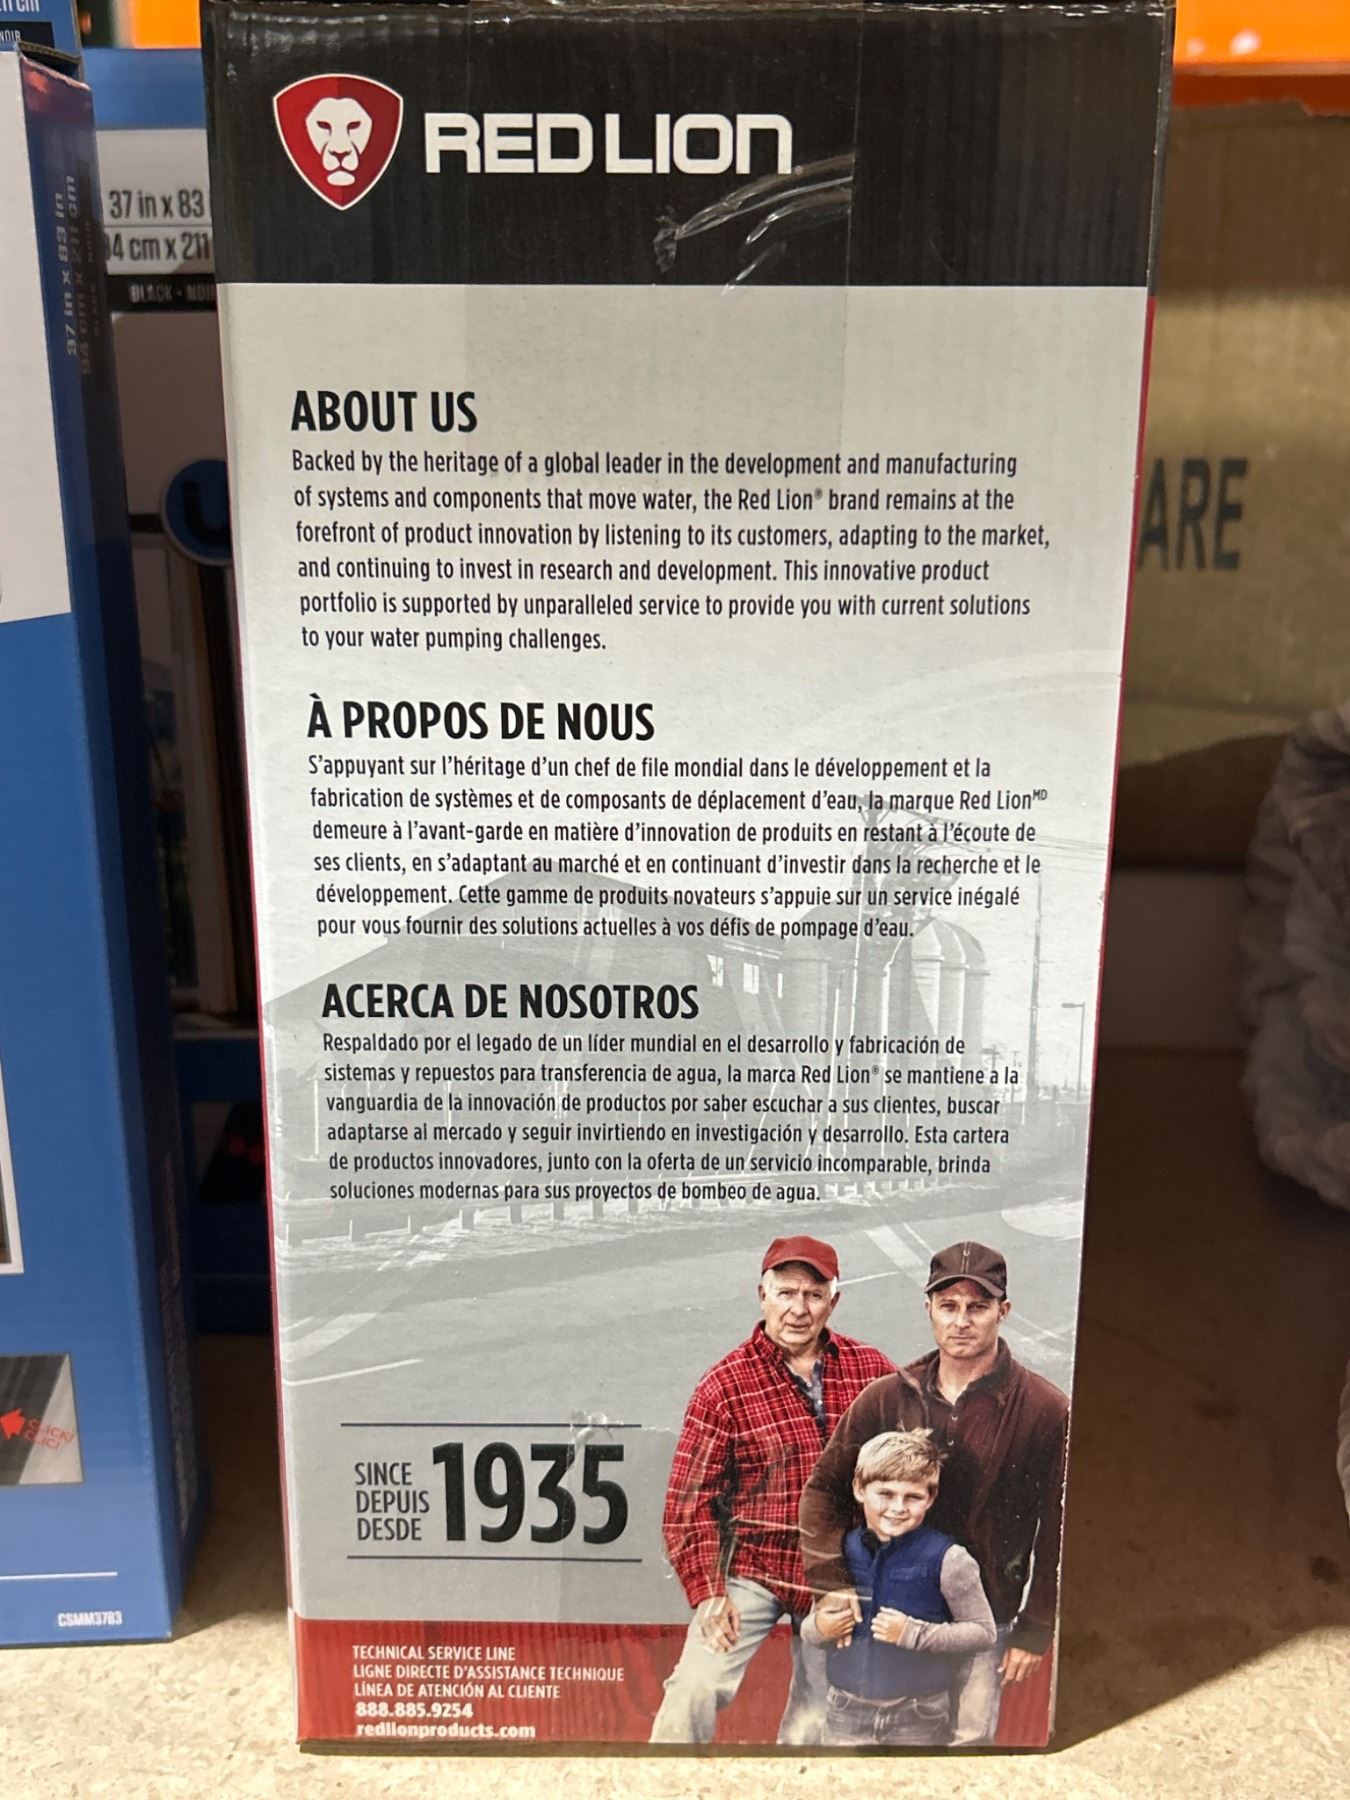 RED LION
ABOUT US
Backed by the heritage of a global leader in the development and manufacturing
of systems and components that move water, the Red Lion® brand remains at the
forefront of product innovation by listening to its customers, adapting to the market,
and continuing to invest in research and development. This innovative product
portfolio is supported by unparalleled service to provide you with current solutions
to your water pumping challenges.
À PROPOS DE NOUS
S'appuyant sur l'héritage d'un chef de file mondial dans le développement et la
fabrication de systèmes et de composants de déplacement d'eau, la marque Red Lionᴹᴰ
demeure à l'avant-garde en matière d'innovation de produits en restant à l'écoute de
ses clients, en s'adaptant au marché et en continuant d'investir dans la recherche et le
développement. Cette gamme de produits novateurs s'appuie sur un service inégalé
pour vous fournir des solutions actuelles à vos défis de pompage d'eau.
ACERCA DE NOSOTROS
Respaldado por el legado de un líder mundial en el desarrollo y fabricación de
sistemas y repuestos para transferencia de agua, la marca Red Lion® se mantiene a la
vanguardia de la innovación de productos por saber escuchar a sus clientes, buscar
adaptarse al mercado y seguir invirtiendo en investigación y desarrollo. Esta cartera
de productos innovadores, junto con la oferta de un servicio incomparable, brinda
soluciones modernas para sus proyectos de bombeo de agua.
SINCE
DEPUIS
DESDE
1935
TECHNICAL SERVICE LINE
LIGNE DIRECTE D'ASSISTANCE TECHNIQUE
LÍNEA DE ATENCIÓN AL CLIENTE
888.885.9254
redlionproducts.com
37 in x 83
4 cm x 211
BLACK - NOI
37 in x 83 in
94 cm x 211 cm
NOIR
CSMM3783
ARE